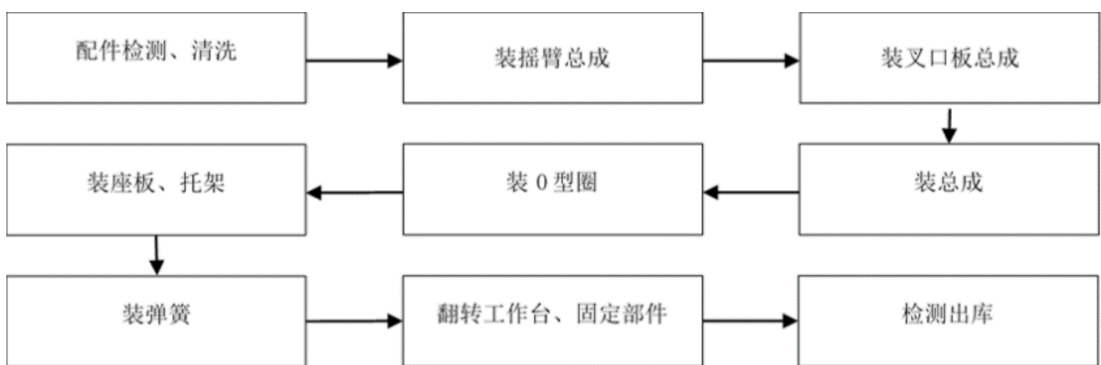 配件检测、清洗
装摇臂总成
装叉口板总成
装总成
装 0 型圈
装座板、托架
装弹簧
翻转工作台、固定部件
检测出库